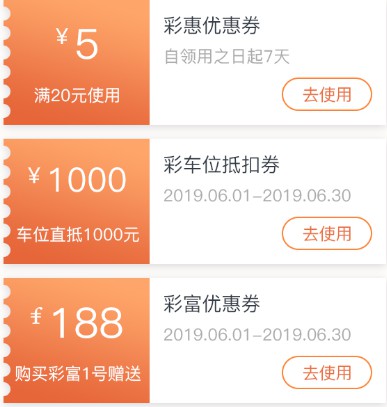 ¥5
彩惠优惠券
自领用之日起7天
满20元使用
去使用
¥1000
彩车位抵扣券
2019.06.01-2019.06.30
车位直抵1000元
去使用
₤188
彩富优惠券
2019.06.01-2019.06.30
购买彩富1号赠送
去使用